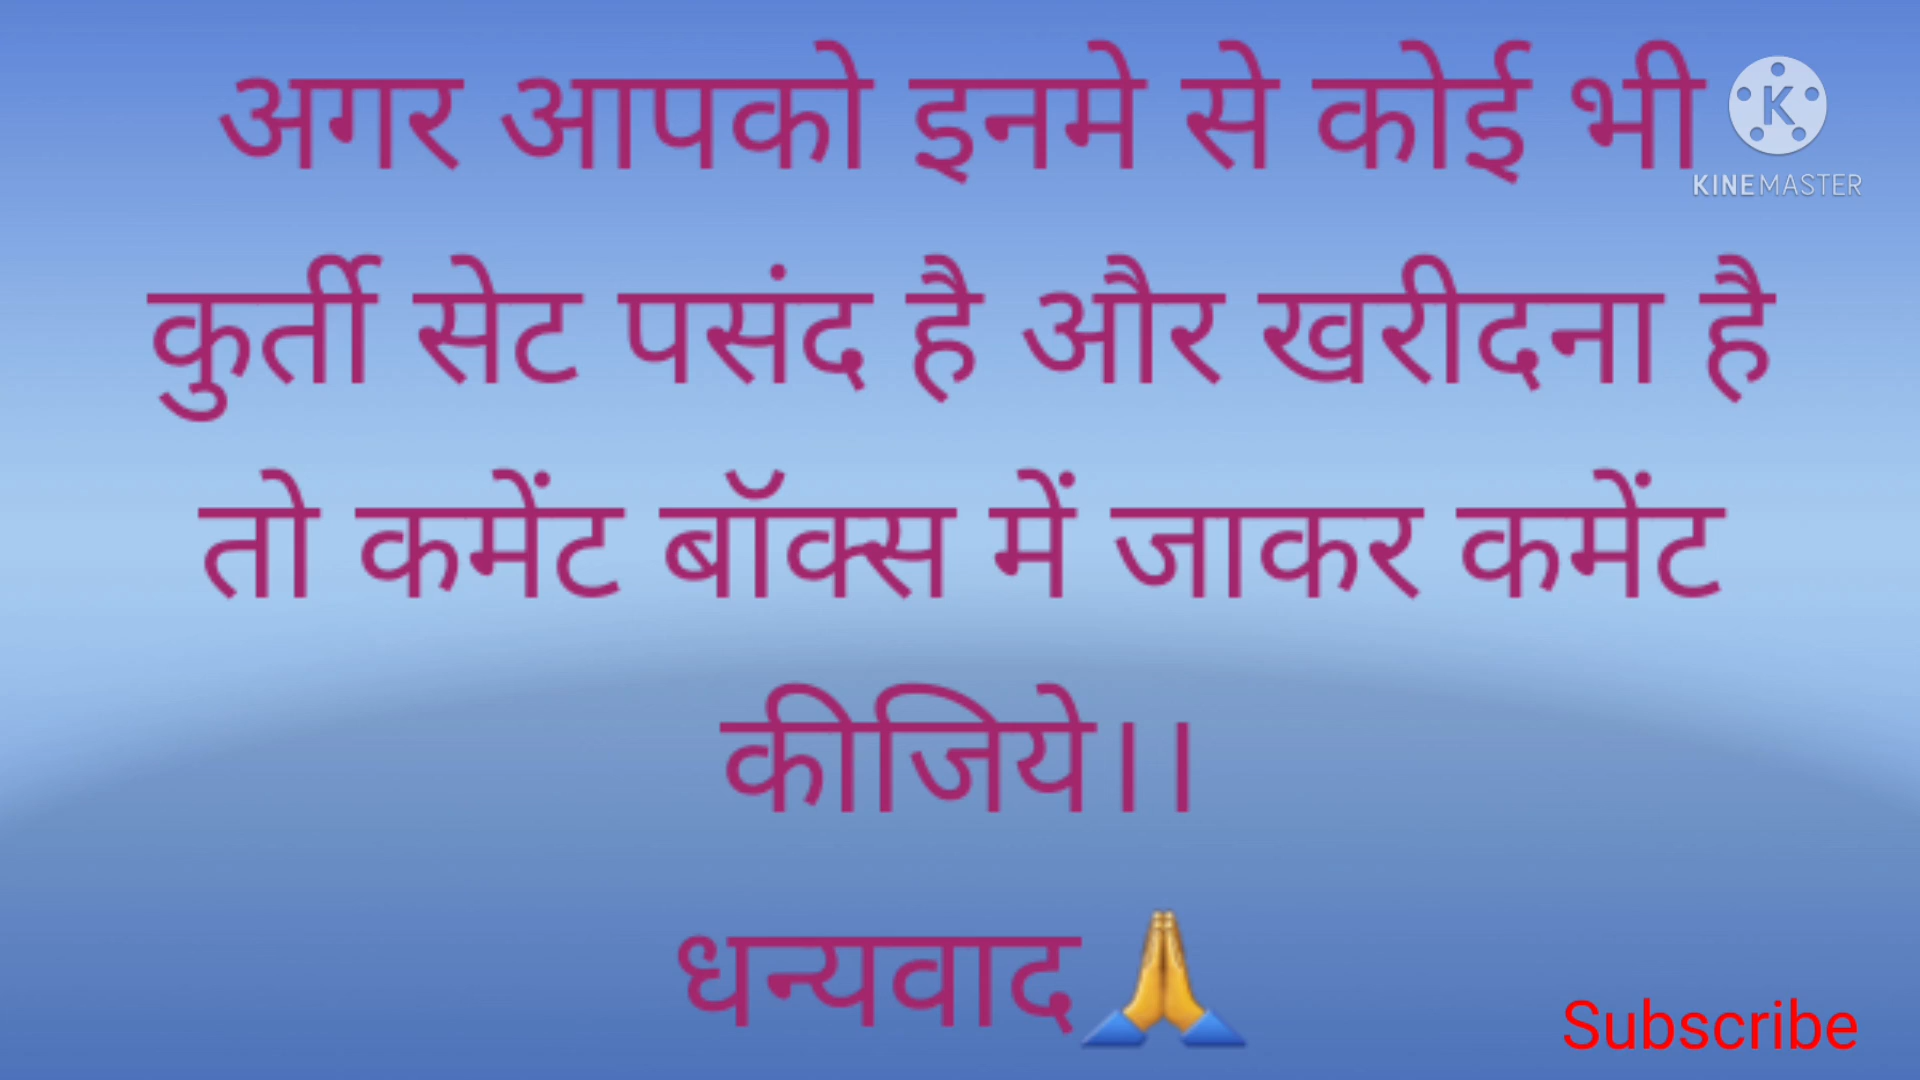 अगर आपको इनमे से कोई भी
K
KINEMASTER
कुर्ती सेट पसंद है और खरीदना है
तो कमेंट बॉक्स में जाकर कमेंट
कीजिये।।
धन्यवाद🙏
Subscribe